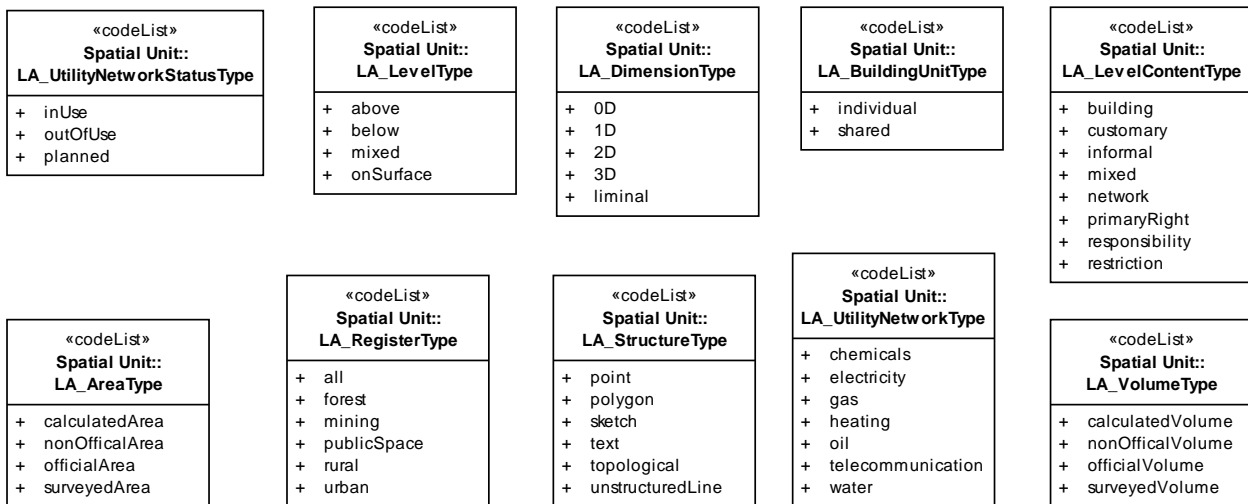 «codeList»
Spatial Unit::
LA_UtilityNetworkStatusType
+ inUse
+ outOfUse
+ planned
«codeList»
Spatial Unit::
LA_LevelType
+ above
+ below
+ mixed
+ onSurface
«codeList»
Spatial Unit::
LA_DimensionType
+ 0D
+ 1D
+ 2D
+ 3D
+ liminal
«codeList»
Spatial Unit::
LA_BuildingUnitType
+ individual
+ shared
«codeList»
Spatial Unit::
LA_LevelContentType
+ building
+ customary
+ informal
+ mixed
+ network
+ primaryRight
+ responsibility
+ restriction
«codeList»
Spatial Unit::
LA_AreaType
+ calculatedArea
+ nonOfficalArea
+ officialArea
+ surveyedArea
«codeList»
Spatial Unit::
LA_RegisterType
+ all
+ forest
+ mining
+ publicSpace
+ rural
+ urban
«codeList»
Spatial Unit::
LA_StructureType
+ point
+ polygon
+ sketch
+ text
+ topological
+ unstructuredLine
«codeList»
Spatial Unit::
LA_UtilityNetworkType
+ chemicals
+ electricity
+ gas
+ heating
+ oil
+ telecommunication
+ water
«codeList»
Spatial Unit::
LA_VolumeType
+ calculatedVolume
+ nonOfficalVolume
+ officialVolume
+ surveyedVolume